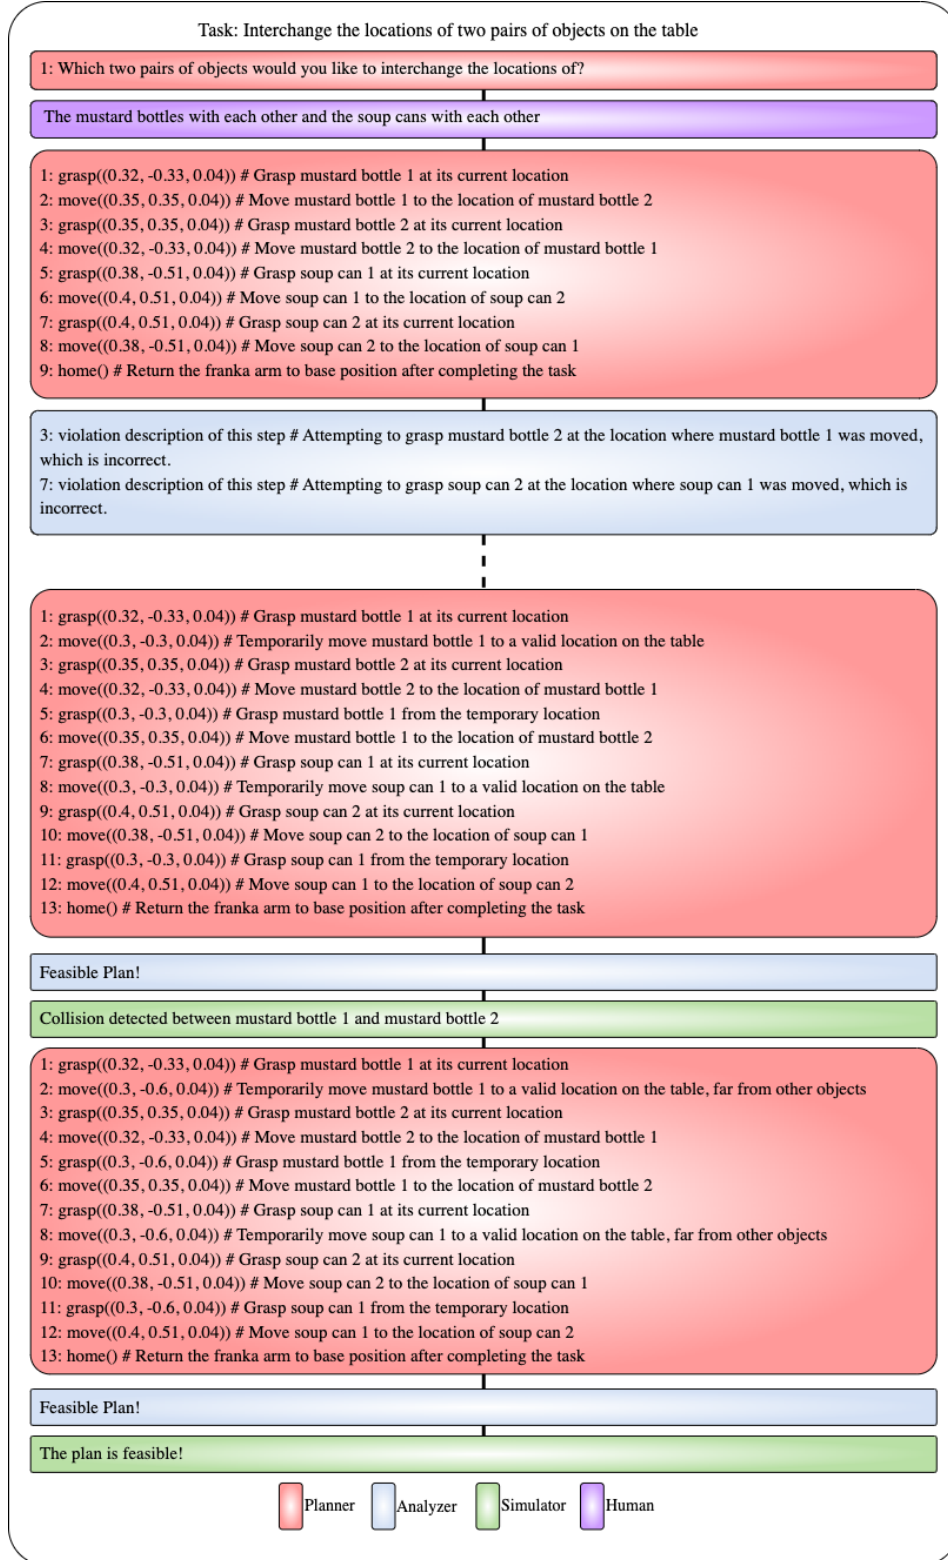 Task: Interchange the locations of two pairs of objects on the table
1: Which two pairs of objects would you like to interchange the locations of?
The mustard bottles with each other and the soup cans with each other
1: grasp((0.32, -0.33, 0.04)) # Grasp mustard bottle 1 at its current location
2: move((0.35, 0.35, 0.04)) # Move mustard bottle 1 to the location of mustard bottle 2
3: grasp((0.35, 0.35, 0.04)) # Grasp mustard bottle 2 at its current location
4: move((0.32, -0.33, 0.04)) # Move mustard bottle 2 to the location of mustard bottle 1
5: grasp((0.38, -0.51, 0.04)) # Grasp soup can 1 at its current location
6: move((0.4, 0.51, 0.04)) # Move soup can 1 to the location of soup can 2
7: grasp((0.4, 0.51, 0.04)) # Grasp soup can 2 at its current location
8: move((0.38, -0.51, 0.04)) # Move soup can 2 to the location of soup can 1
9: home() # Return the franka arm to base position after completing the task
3: violation description of this step # Attempting to grasp mustard bottle 2 at the location where mustard bottle 1 was moved,
which is incorrect.
7: violation description of this step # Attempting to grasp soup can 2 at the location where soup can 1 was moved, which is
incorrect.
1: grasp((0.32, -0.33, 0.04)) # Grasp mustard bottle 1 at its current location
2: move((0.3, -0.3, 0.04)) # Temporarily move mustard bottle 1 to a valid location on the table
3: grasp((0.35, 0.35, 0.04)) # Grasp mustard bottle 2 at its current location
4: move((0.32, -0.33, 0.04)) # Move mustard bottle 2 to the location of mustard bottle 1
5: grasp((0.3, -0.3, 0.04)) # Grasp mustard bottle 1 from the temporary location
6: move((0.35, 0.35, 0.04)) # Move mustard bottle 1 to the location of mustard bottle 2
7: grasp((0.38, -0.51, 0.04)) # Grasp soup can 1 at its current location
8: move((0.3, -0.3, 0.04)) # Temporarily move soup can 1 to a valid location on the table
9: grasp((0.4, 0.51, 0.04)) # Grasp soup can 2 at its current location
10: move((0.38, -0.51, 0.04)) # Move soup can 2 to the location of soup can 1
11: grasp((0.3, -0.3, 0.04)) # Grasp soup can 1 from the temporary location
12: move((0.4, 0.51, 0.04)) # Move soup can 1 to the location of soup can 2
13: home() # Return the franka arm to base position after completing the task
Feasible Plan!
Collision detected between mustard bottle 1 and mustard bottle 2
1: grasp((0.32, -0.33, 0.04)) # Grasp mustard bottle 1 at its current location
2: move((0.3, -0.6, 0.04)) # Temporarily move mustard bottle 1 to a valid location on the table, far from other objects
3: grasp((0.35, 0.35, 0.04)) # Grasp mustard bottle 2 at its current location
4: move((0.32, -0.33, 0.04)) # Move mustard bottle 2 to the location of mustard bottle 1
5: grasp((0.3, -0.6, 0.04)) # Grasp mustard bottle 1 from the temporary location
6: move((0.35, 0.35, 0.04)) # Move mustard bottle 1 to the location of mustard bottle 2
7: grasp((0.38, -0.51, 0.04)) # Grasp soup can 1 at its current location
8: move((0.3, -0.6, 0.04)) # Temporarily move soup can 1 to a valid location on the table, far from other objects
9: grasp((0.4, 0.51, 0.04)) # Grasp soup can 2 at its current location
10: move((0.38, -0.51, 0.04)) # Move soup can 2 to the location of soup can 1
11: grasp((0.3, -0.6, 0.04)) # Grasp soup can 1 from the temporary location
12: move((0.4, 0.51, 0.04)) # Move soup can 1 to the location of soup can 2
13: home() # Return the franka arm to base position after completing the task
Feasible Plan!
The plan is feasible!
Planner Analyzer Simulator Human